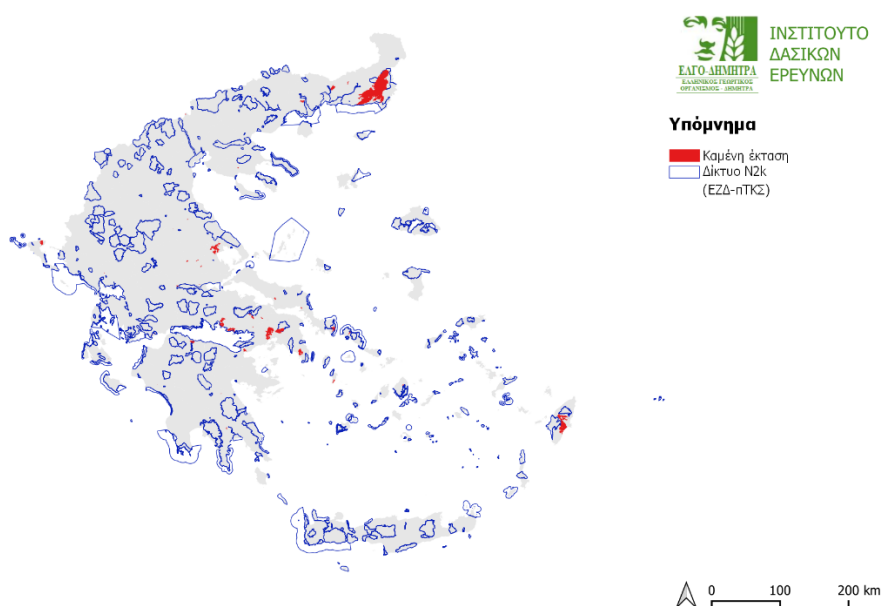 ΙΝΣΤΙΤΟΥΤΟ
ΔΑΣΙΚΩΝ
ΕΡΕΥΝΩΝ
ΕΛΓΟ-ΔΗΜΗΤΡΑ
ΕΛΛΗΝΙΚΟΣ ΓΕΩΡΓΙΚΟΣ
ΟΡΓΑΝΙΣΜΟΣ - ΔΗΜΗΤΡΑ
Υπόμνημα
Καμένη έκταση
Δίκτυο N2k
(ΕΖΔ-πΤΚΣ)
0 100 200 km